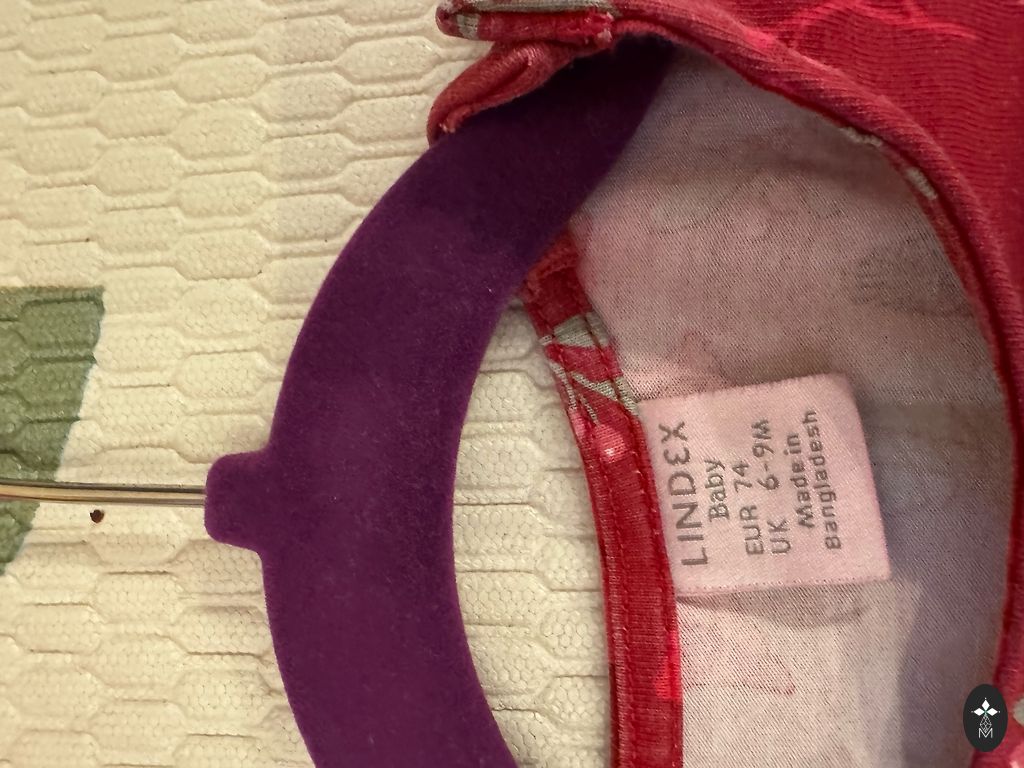 LINDEX
Baby
EUR 74
UK 6-9M
Made in
Bangladesh
M